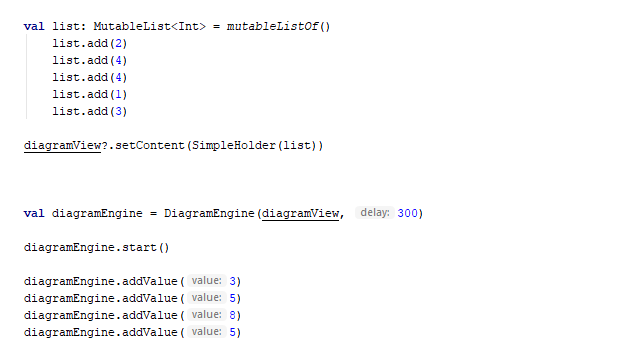 val list: MutableList<Int> = mutableListOf()
list.add(2)
list.add(4)
list.add(4)
list.add(1)
list.add(3)
diagramView?.setContent(SimpleHolder(list))
val diagramEngine = DiagramEngine(diagramView, delay: 300)
diagramEngine.start()
diagramEngine.addValue( value: 3)
diagramEngine.addValue( value: 5)
diagramEngine.addValue( value: 8)
diagramEngine.addValue( value: 5)